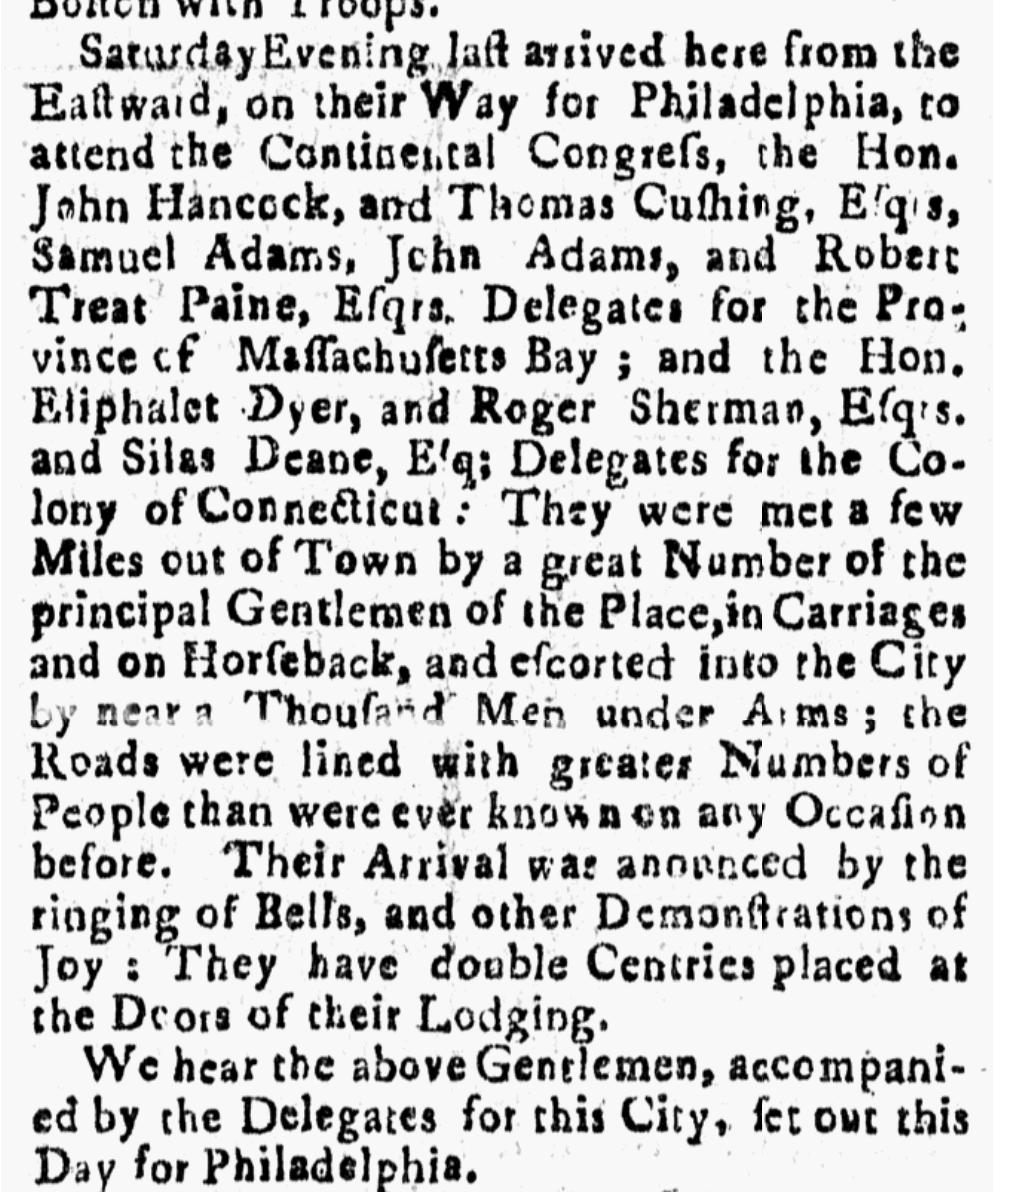 Boſton with Troops.
Saturday Evening laſt arrived here from the
Eaſtward, on their Way for Philadelphia, to
attend the Continental Congreſs, the Hon.
John Hancock, and Thomas Cuſhing, Eſqrs,
Samuel Adams, John Adams, and Robert
Treat Paine, Eſqrs. Delegates for the Pro-
vince of Maſſachuſetts Bay ; and the Hon.
Eliphalet Dyer, and Roger Sherman, Eſqrs.
and Silas Deane, Eſq; Delegates for the Co-
lony of Connecticut : They were met a few
Miles out of Town by a great Number of the
principal Gentlemen of the Place, in Carriages
and on Horſeback, and eſcorted into the City
by near a Thouſand Men under Arms ; the
Roads were lined with greater Numbers of
People than were ever known on any Occaſion
before. Their Arrival was anounced by the
ringing of Bells, and other Demonſtrations of
Joy : They have double Centries placed at
the Doors of their Lodging.
We hear the above Gentlemen, accompani-
ed by the Delegates for this City, ſet out this
Day for Philadelphia.